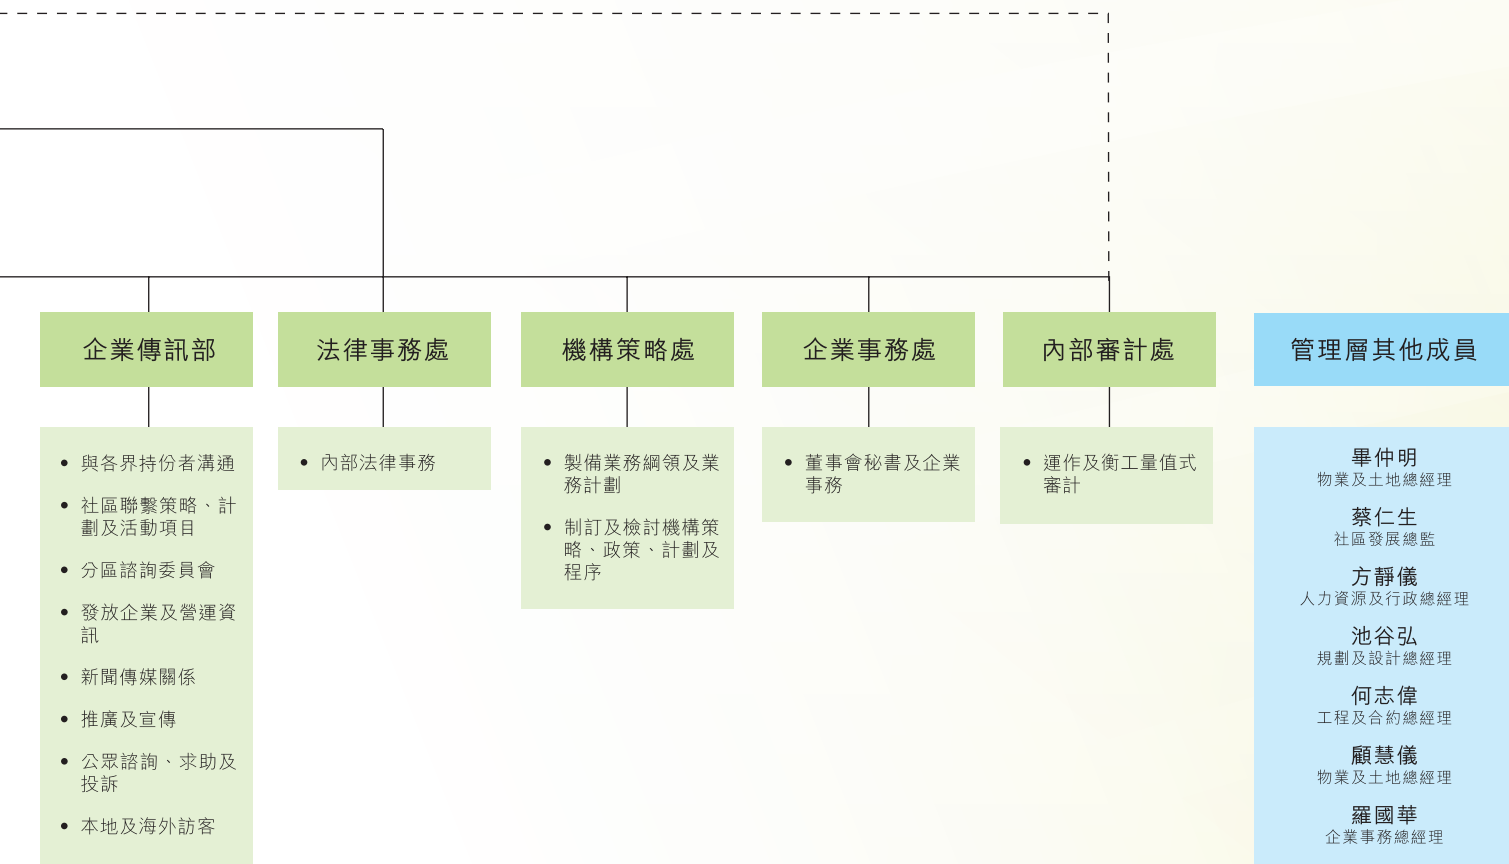 企業傳訊部
與各界持份者溝通
社區聯繫策略、計
劃及活動項目
分區諮詢委員會
發放企業及營運資
訊
新聞傳媒關係
推廣及宣傳
公眾諮詢、求助及
投訴
本地及海外訪客
法律事務處
內部法律事務
機構策略處
製備業務綱領及業
務計劃
制訂及檢討機構策
略、政策、計劃及
程序
企業事務處
董事會秘書及企業
事務
內部審計處
運作及衡工量值式
審計
管理層其他成員
畢仲明
物業及土地總經理
蔡仁生
社區發展總監
方靜儀
人力資源及行政總經理
池谷弘
規劃及設計總經理
何志偉
工程及合約總經理
顧慧儀
物業及土地總經理
羅國華
企業事務總經理